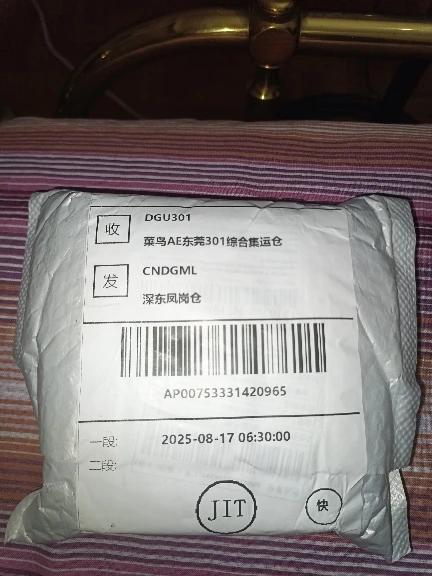 收
DGU301
菜鸟AE东莞301综合集运仓
发
CNDGML
深东凤岗仓
AP00753331420965
一段: 2025-08-17 06:30:00
二段:
JIT
快